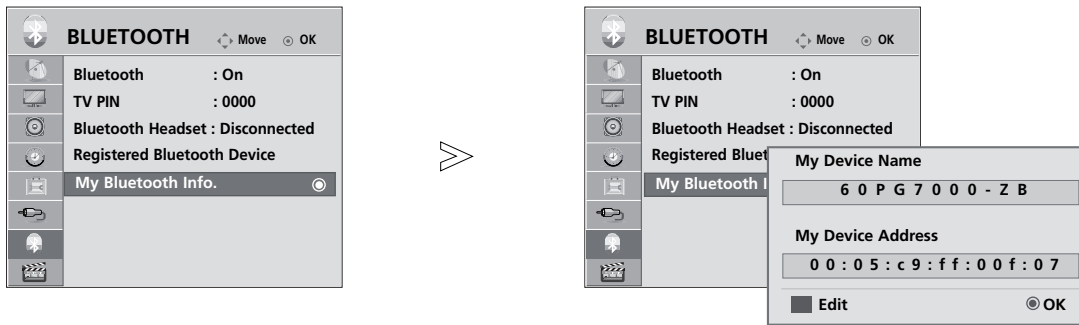 BLUETOOTH Move OK
Bluetooth : On
TV PIN : 0000
Bluetooth Headset : Disconnected
Registered Bluetooth Device
My Bluetooth Info.
BLUETOOTH Move OK
Bluetooth : On
TV PIN : 0000
Bluetooth Headset : Disconnected
Registered Bluet
My Bluetooth I
My Device Name
60PG7000-ZB
My Device Address
00:05:c9:ff:00f:07
Edit OK